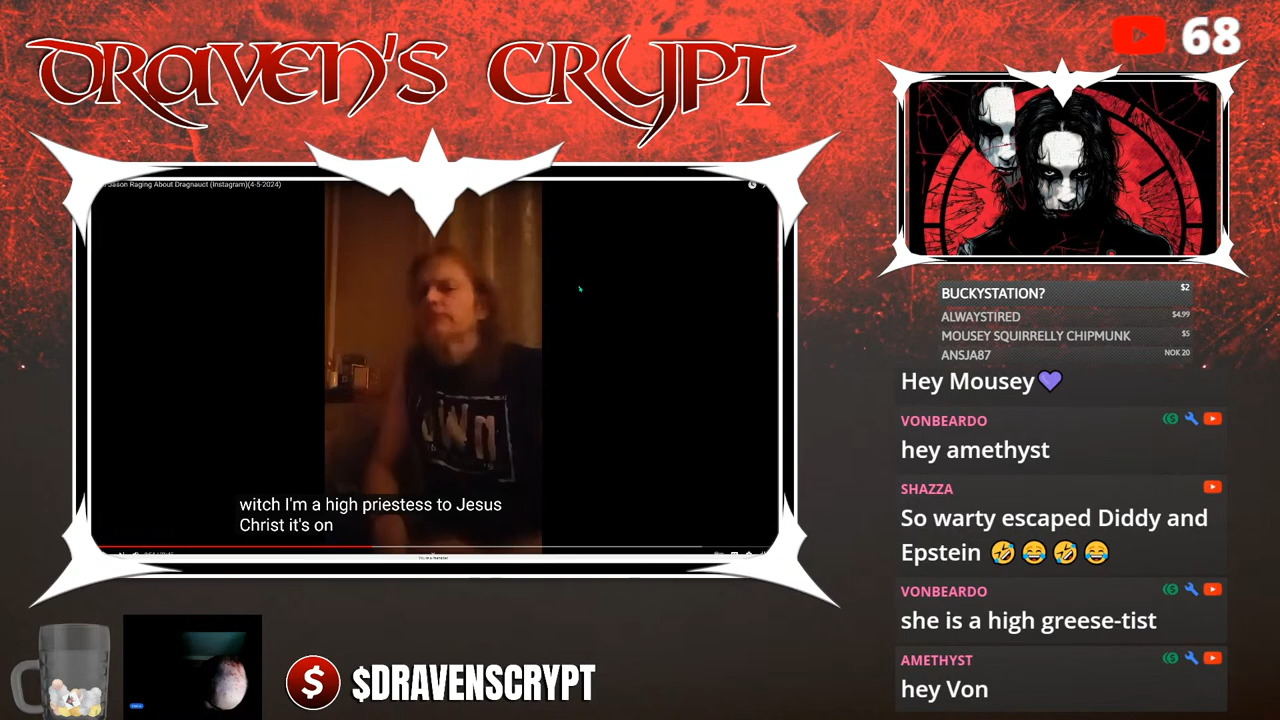 DRAVEN'S CRYPT
68
Jason Raging About Dragnauct (Instagram)(4-5-2024)
witch I'm a high priestess to Jesus
Christ it's on
BUCKYSTATION? $2
ALWAYSTIRED $4.99
MOUSEY SQUIRRELLY CHIPMUNK $5
ANSJA87 NOK 20
Hey Mousey💜
VONBEARDO
hey amethyst
SHAZZA
So warty escaped Diddy and
Epstein 🤣😂🤣😂
VONBEARDO
she is a high greese-tist
AMETHYST
hey Von
$ $DRAVENSCRYPT